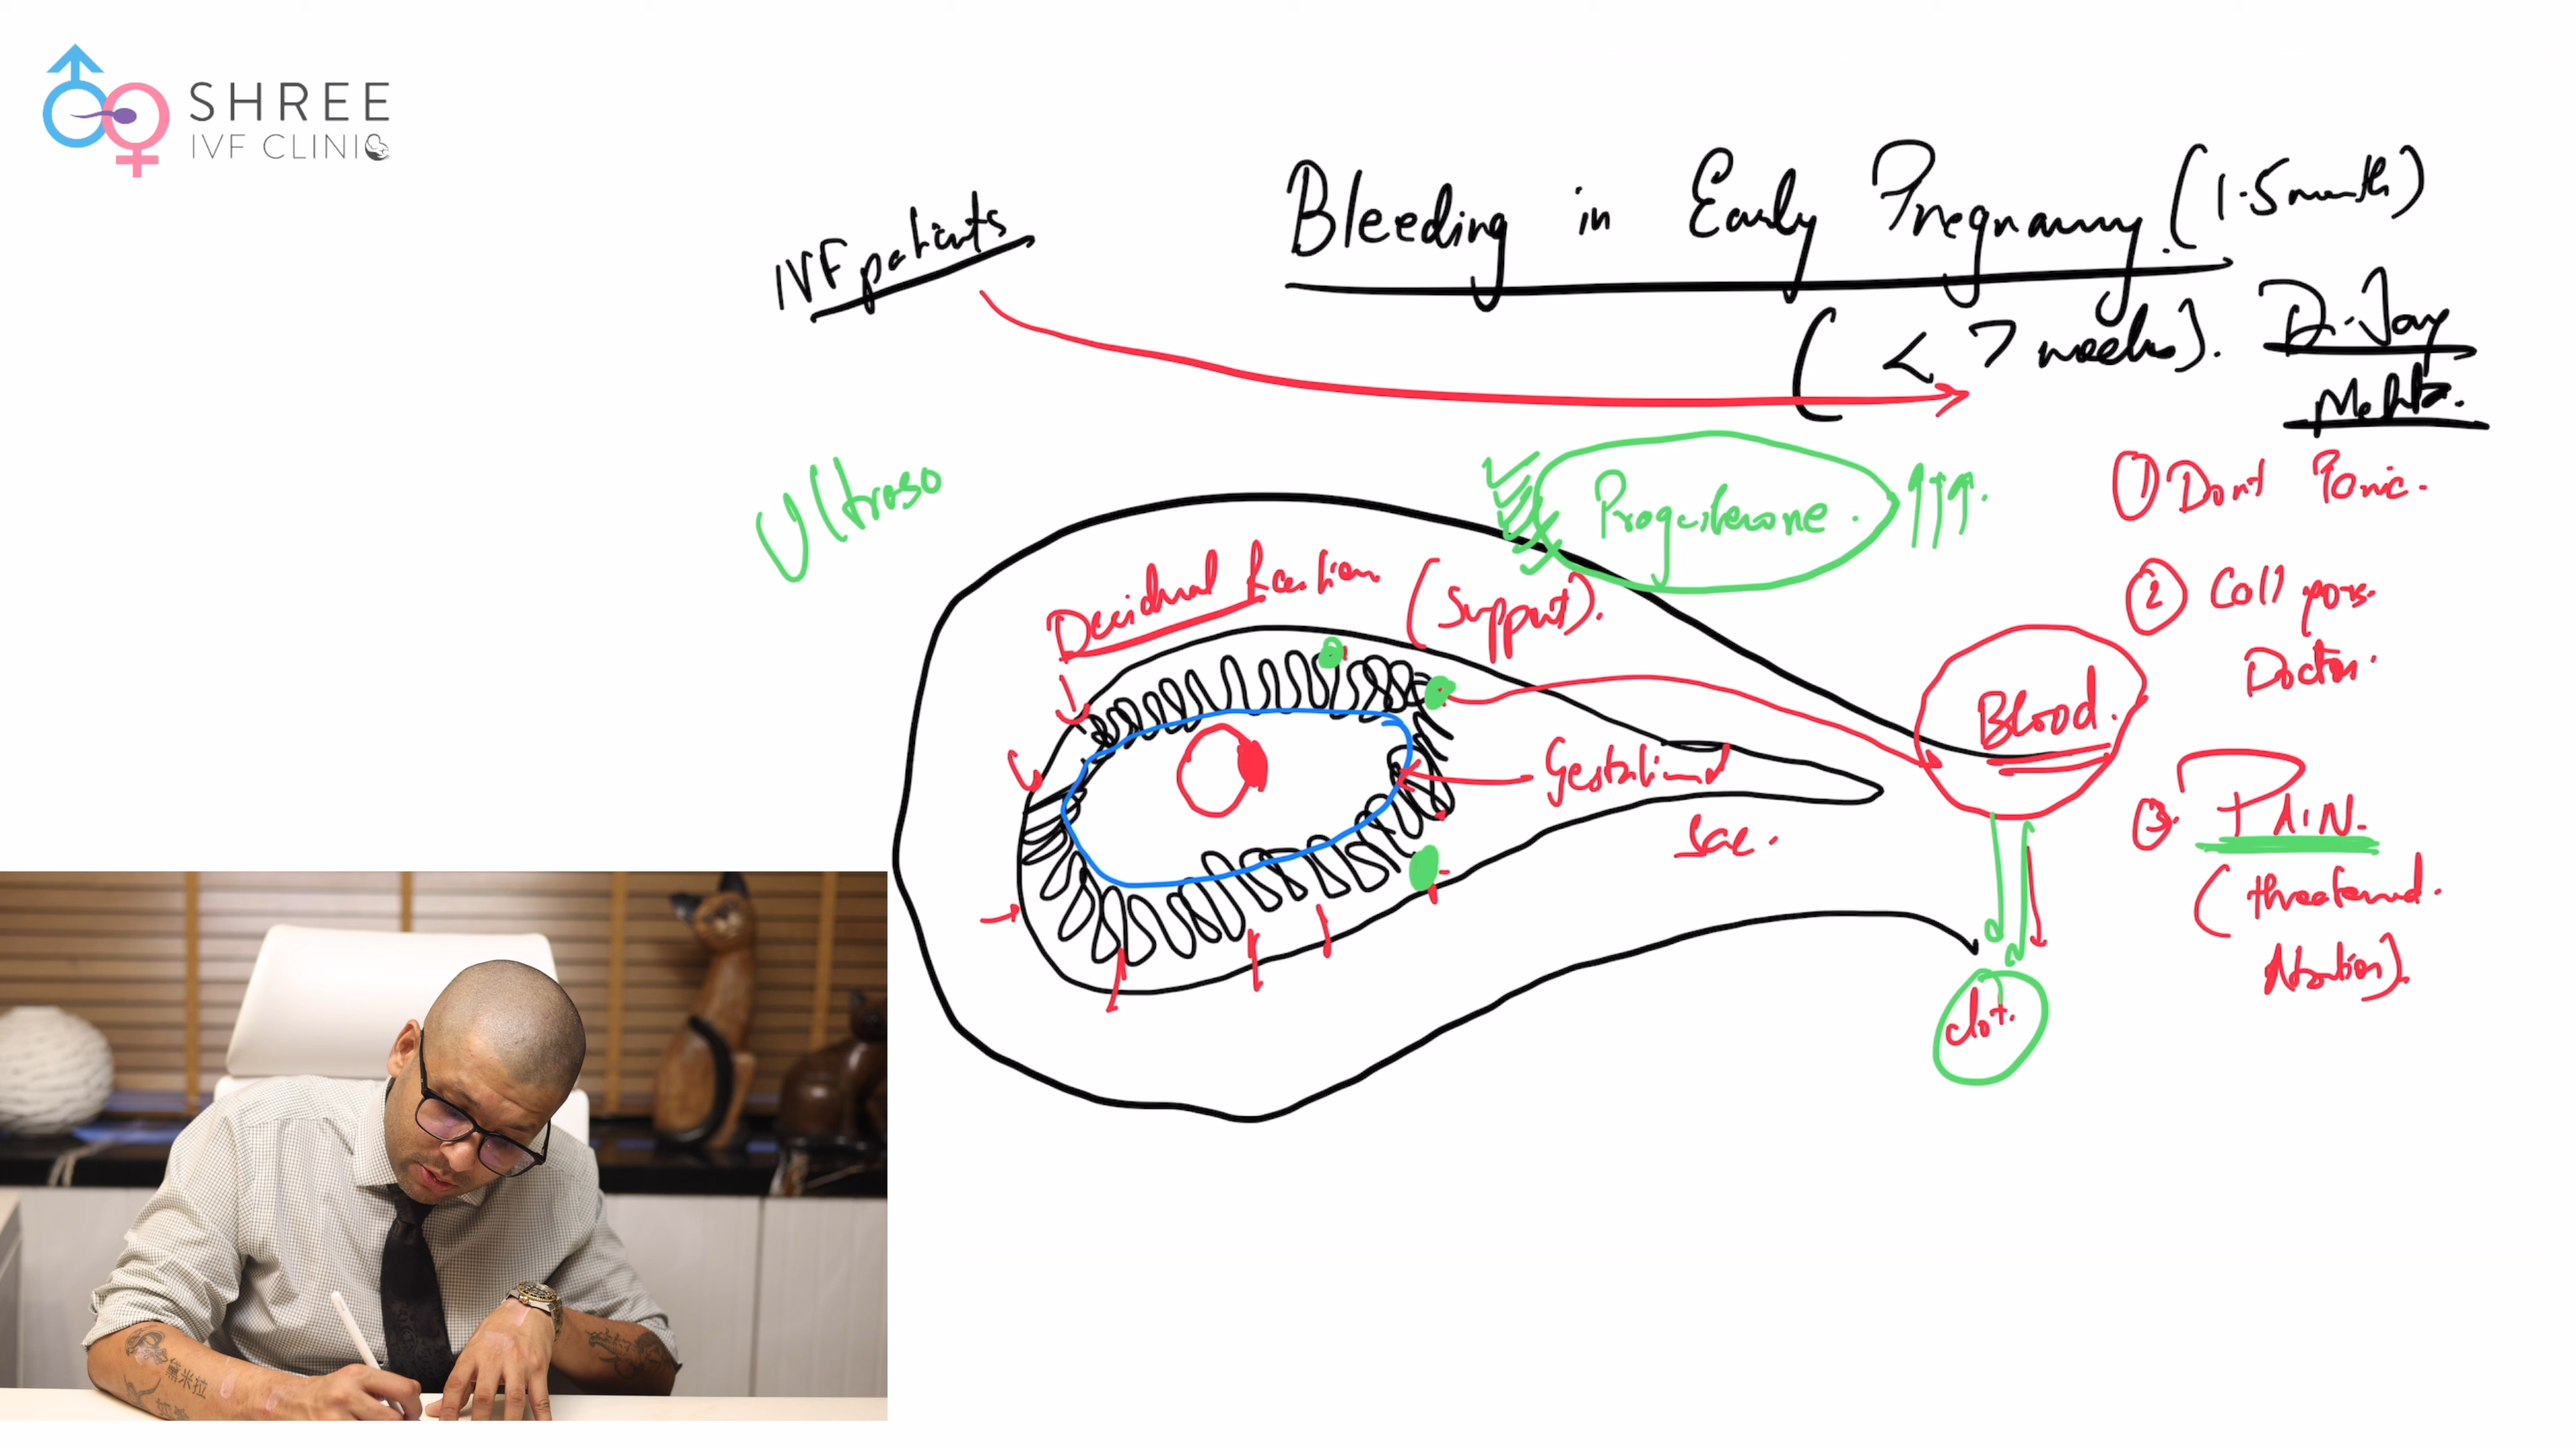 SHREE
IVF CLINIC
IVF patients
Bleeding in Early Pregnancy (1.5 month)
(< 7 weeks).
Dr. Jay
Mehta.
Ultraso
Progesterone.
Decidual Reaction (Support).
Gestational
Sac.
Blood.
clot.
① Dont Panic.
② Call your
Doctor.
③. PAIN.
(threatened
Abortion).